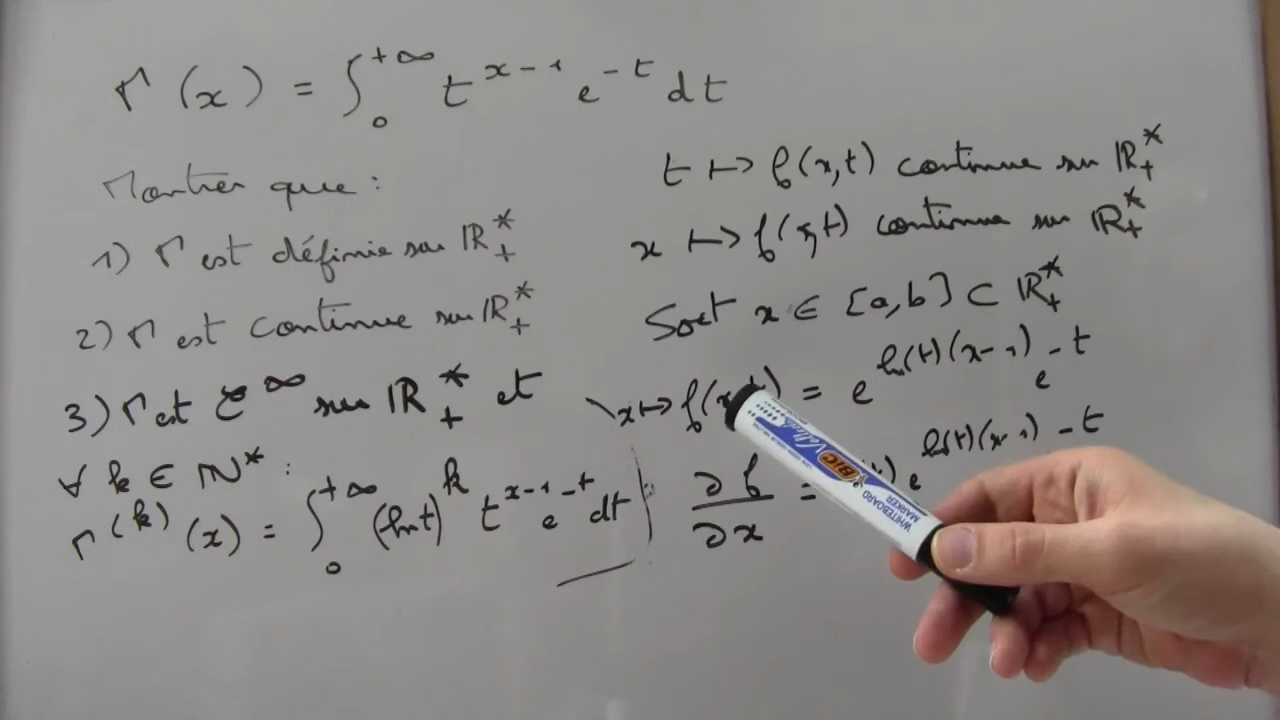 Γ(x) = ∫₀^{+∞} t^{x-1} e^{-t} dt
Montrer que :
1) Γ est définie sur ℝ₊*
2) Γ est continue sur ℝ₊*
3) Γ est C^∞ sur ℝ₊* et
∀ k ∈ ℕ* :
Γ^{(k)}(x) = ∫₀^{+∞} (ln t)^k t^{x-1} e^{-t} dt
t ↦ f(x,t) continue sur ℝ₊*
x ↦ f(x,t) continue sur ℝ₊*
Soit x ∈ [a,b] ⊂ ℝ₊*
x ↦ f(x,t) = e^{ln(t)(x-1)} e^{-t}
∂f/∂x = e^{ln(t)(x-1) - t}
BIC Velleda
WHITEBOARD MARKER